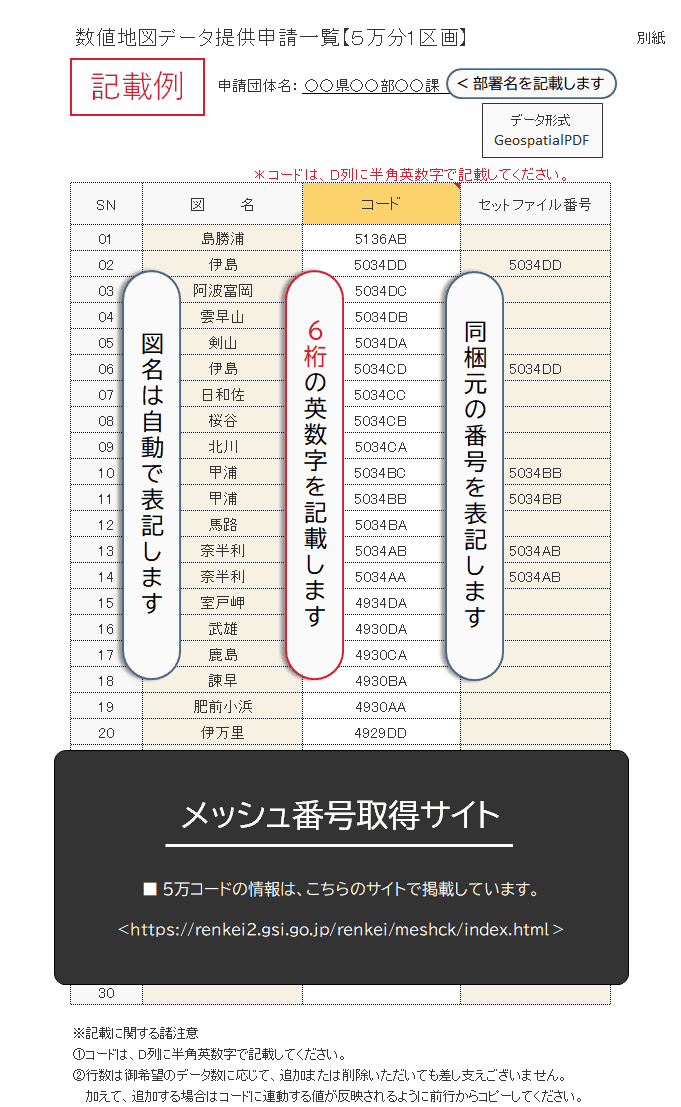 数値地図データ提供申請一覧【５万分１区画】
別紙
記載例
申請団体名: 〇〇県〇〇部〇〇課
< 部署名を記載します
データ形式
GeospatialPDF
＊コードは、D列に半角英数字で記載してください。
SN 図 名 コード セットファイル番号
01 島勝浦 5136AB
02 伊島 5034DD 5034DD
03 阿波富岡 5034DC
04 雲早山 5034DB
05 剣山 5034DA
06 伊島 5034CD 5034DD
07 日和佐 5034CC
08 桜谷 5034CB
09 北川 5034CA
10 甲浦 5034BC 5034BB
11 甲浦 5034BB 5034BB
12 馬路 5034BA
13 奈半利 5034AB 5034AB
14 奈半利 5034AA 5034AB
15 室戸岬 4934DA
16 武雄 4930DA
17 鹿島 4930CA
18 諫早 4930BA
19 肥前小浜 4930AA
20 伊万里 4929DD
図名は自動で表記します
６桁の英数字を記載します
同梱元の番号を表記します
メッシュ番号取得サイト
■ 5万コードの情報は、こちらのサイトで掲載しています。
<https://renkei2.gsi.go.jp/renkei/meshck/index.html>
30
※記載に関する諸注意
①コードは、D列に半角英数字で記載してください。
②行数は御希望のデータ数に応じて、追加または削除いただいても差し支えございません。
加えて、追加する場合はコードに連動する値が反映されるように前行からコピーしてください。